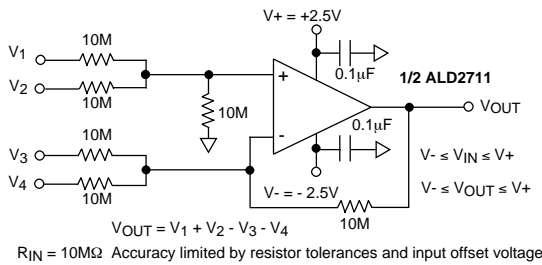 V+ = +2.5V
V1
10M
V2
10M
10M
+
-
0.1µF
1/2 ALD2711
VOUT
0.1µF
V3
10M
V4
10M
V- = - 2.5V
10M
V- ≤ VIN ≤ V+
V- ≤ VOUT ≤ V+
VOUT = V1 + V2 - V3 - V4
RIN = 10MΩ Accuracy limited by resistor tolerances and input offset voltage